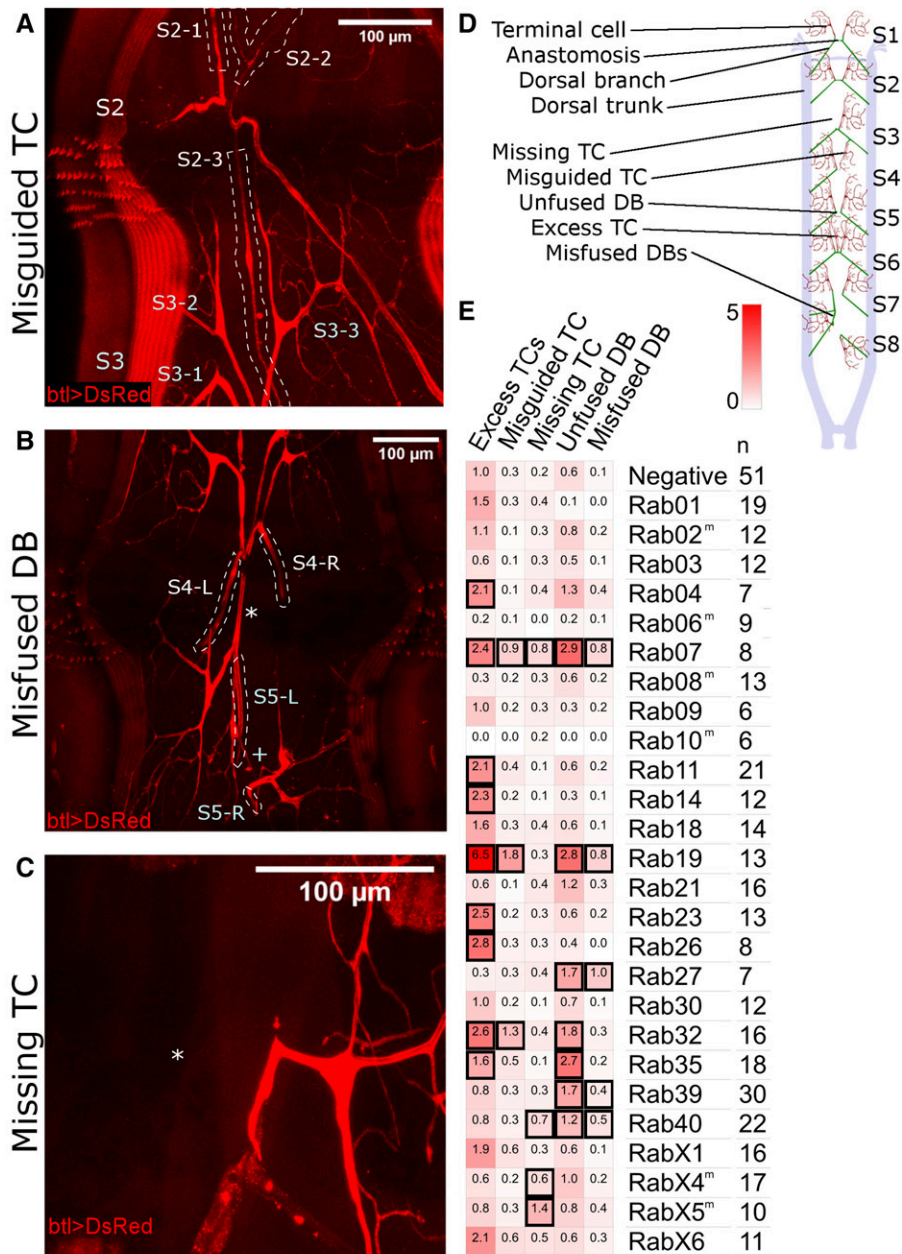 A
Misguided TC
100 µm
S2-1
S2-2
S2
S2-3
S3-2
S3-3
S3
S3-1
btl>DsRed
B
Misfused DB
100 µm
S4-R
S4-L
*
S5-L
+
S5-R
btl>DsRed
C
Missing TC
100 µm
*
btl>DsRed
D
Terminal cell
Anastomosis
Dorsal branch
Dorsal trunk
Missing TC
Misguided TC
Unfused DB
Excess TC
Misfused DBs
S1
S2
S3
S4
S5
S6
S7
S8
E
5
0
Excess TCs
Misguided TC
Missing TC
Unfused DB
Misfused DB
n
1.0 0.3 0.2 0.6 0.1 Negative 51
1.5 0.3 0.4 0.1 0.0 Rab01 19
1.1 0.1 0.3 0.8 0.2 Rab02 m 12
0.6 0.1 0.3 0.5 0.1 Rab03 12
2.1 0.1 0.4 1.3 0.4 Rab04 7
0.2 0.1 0.0 0.2 0.1 Rab06 m 9
2.4 0.9 0.8 2.9 0.8 Rab07 8
0.3 0.2 0.3 0.6 0.2 Rab08 m 13
1.0 0.2 0.3 0.3 0.2 Rab09 6
0.0 0.0 0.2 0.0 0.0 Rab10 m 6
2.1 0.4 0.1 0.6 0.2 Rab11 21
2.3 0.2 0.1 0.3 0.1 Rab14 12
1.6 0.3 0.4 0.6 0.1 Rab18 14
6.5 1.8 0.3 2.8 0.8 Rab19 13
0.6 0.1 0.4 1.2 0.3 Rab21 16
2.5 0.2 0.3 0.6 0.2 Rab23 13
2.8 0.3 0.3 0.4 0.0 Rab26 8
0.3 0.3 0.4 1.7 1.0 Rab27 7
1.0 0.2 0.1 0.7 0.1 Rab30 12
2.6 1.3 0.4 1.8 0.3 Rab32 16
1.6 0.5 0.1 2.7 0.2 Rab35 18
0.8 0.3 0.3 1.7 0.4 Rab39 30
0.8 0.3 0.7 1.2 0.5 Rab40 22
1.9 0.6 0.3 0.6 0.1 RabX1 16
0.6 0.2 0.6 1.0 0.2 RabX4 m 17
0.8 0.3 1.4 0.8 0.4 RabX5 m 10
2.1 0.6 0.5 0.6 0.3 RabX6 11